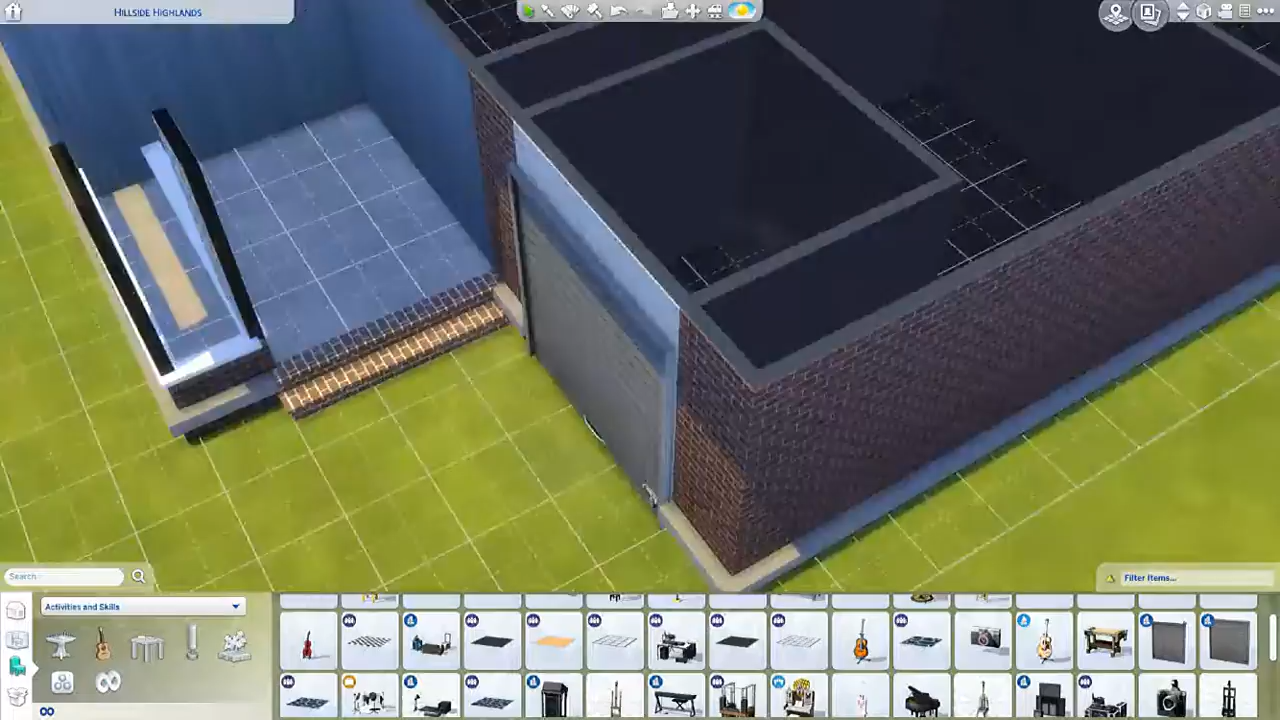 HILLSIDE HIGHLANDS
Search
Filter Items...
Activities and Skills